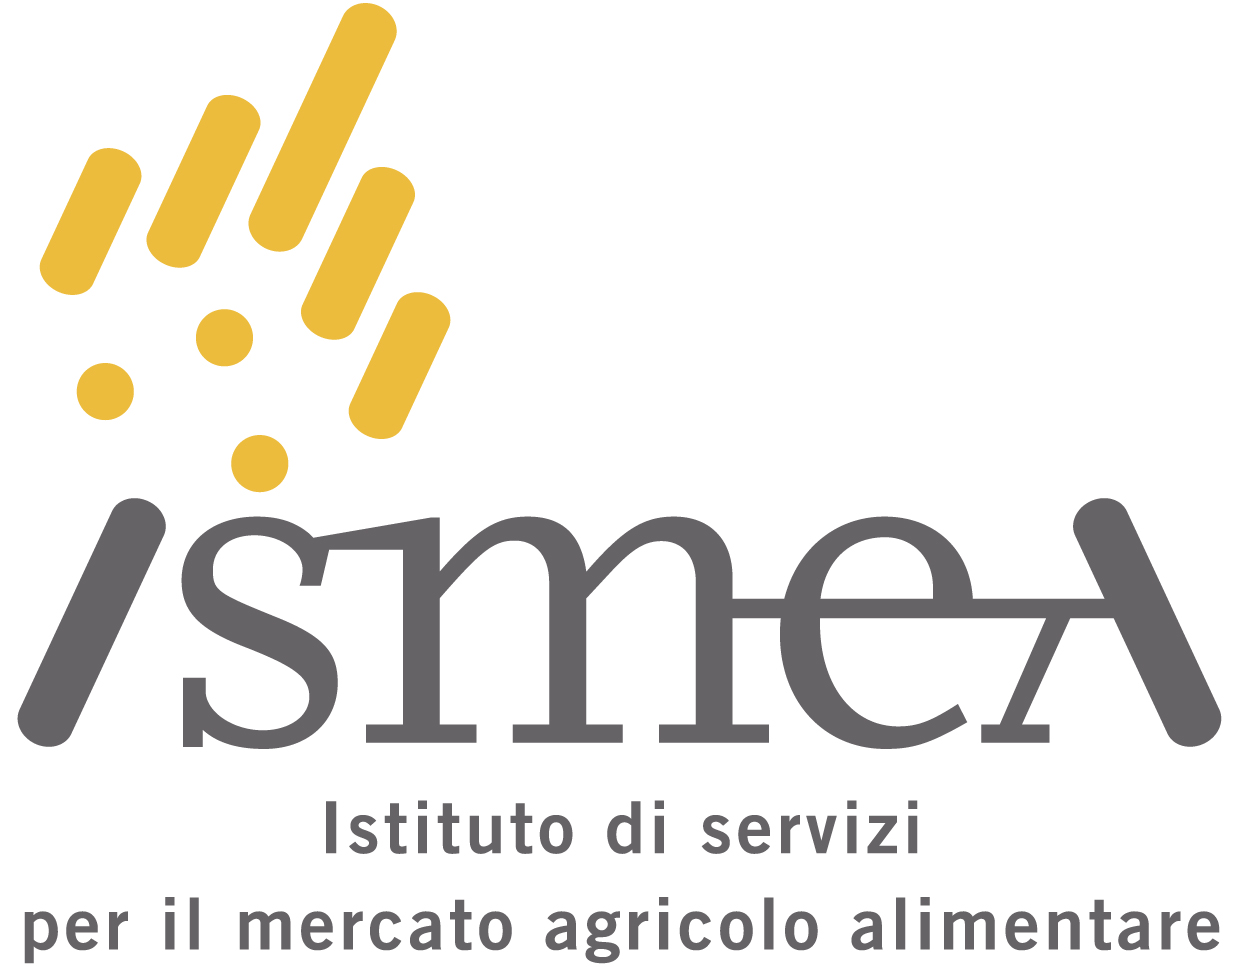 ismeA
Istituto di servizi
per il mercato agricolo alimentare